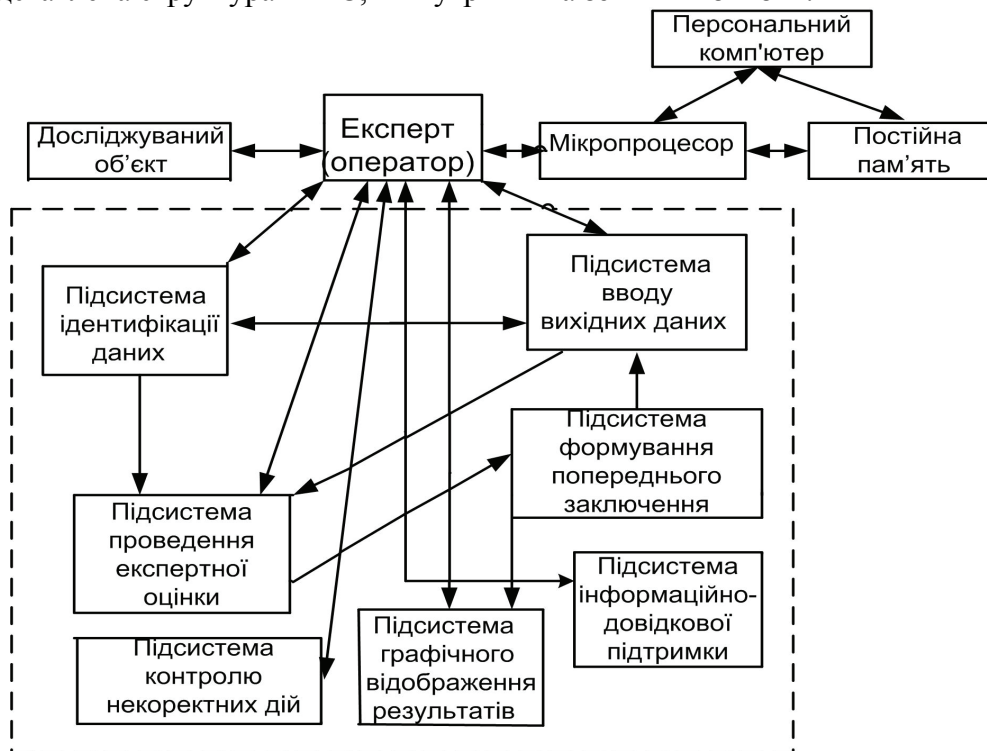 Персональний
комп'ютер
Експерт
(оператор)
Досліджуваний
об’єкт
Мікропроцесор
Постійна
пам’ять
Підсистема
ідентифікації
даних
Підсистема
вводу
вихідних даних
Підсистема
формування
попереднього
заключення
Підсистема
проведення
експертної
оцінки
Підсистема
інформаційно-
довідкової
підтримки
Підсистема
графічного
відображення
результатів
Підсистема
контролю
некоректних дій